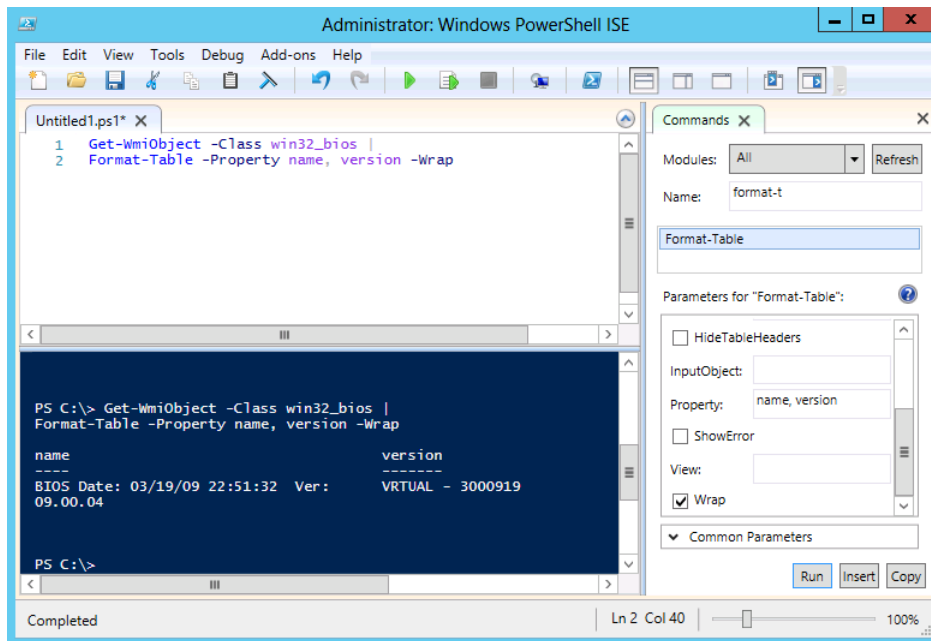 Administrator: Windows PowerShell ISE
File Edit View Tools Debug Add-ons Help
Untitled1.ps1* X
1 Get-WmiObject -Class win32_bios |
2 Format-Table -Property name, version -Wrap
PS C:\> Get-WmiObject -Class win32_bios |
Format-Table -Property name, version -Wrap
name version
---- -------
BIOS Date: 03/19/09 22:51:32 Ver: VRTUAL - 3000919
09.00.04
PS C:\>
Commands X
Modules: All Refresh
Name: format-t
Format-Table
Parameters for "Format-Table":
HideTableHeaders
InputObject:
Property: name, version
ShowError
View:
Wrap
Common Parameters
Run Insert Copy
Completed Ln 2 Col 40 100%